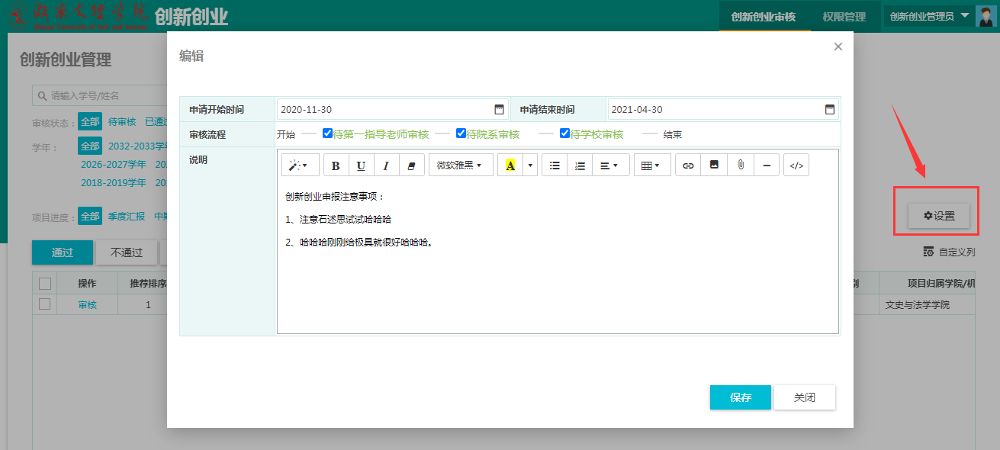 湖南文理学院 创新创业 创新创业审核 权限管理 创新创业管理员
创新创业管理
请输入学号/姓名
审核状态： 全部 待审核 已通过
学年： 全部 2032-2033学年
2026-2027学年 20
2018-2019学年 20
项目进度： 全部 季度汇报 中期
通过 不通过
操作 推荐排序
审核 1
编辑 ×
申请开始时间 2020-11-30 申请结束时间 2021-04-30
审核流程 开始 待第一指导老师审核 待院系审核 待学校审核 结束
说明
B U I 微软雅黑 A </>
创新创业申报注意事项：
1、注意石述思试试哈哈哈
2、哈哈哈刚刚给极具就很好哈哈哈。
保存 关闭
设置
自定义列
别 项目归属学院/机
文史与法学学院